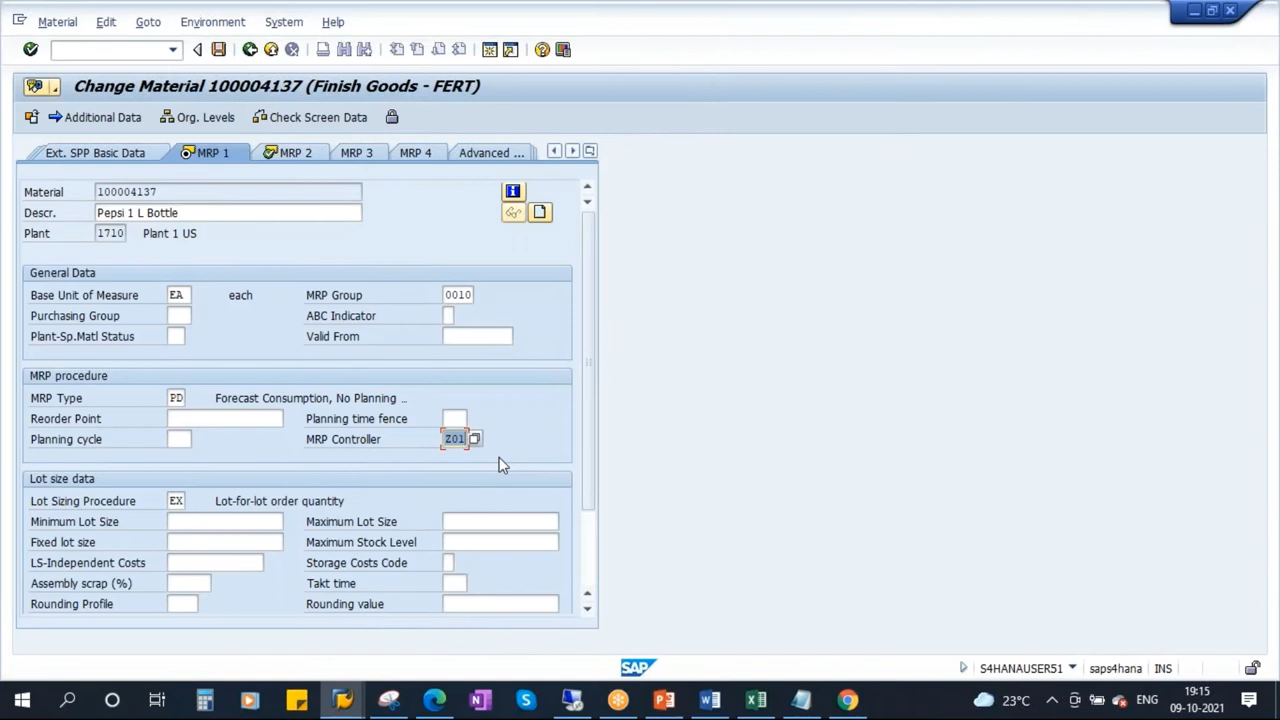 Material Edit Goto Environment System Help
Change Material 100004137 (Finish Goods - FERT)
Additional Data Org. Levels Check Screen Data
Ext. SPP Basic Data MRP 1 MRP 2 MRP 3 MRP 4 Advanced ...
Material 100004137
Descr. Pepsi 1 L Bottle
Plant 1710 Plant 1 US
General Data
Base Unit of Measure EA each MRP Group 0010
Purchasing Group ABC Indicator
Plant-Sp.Matl Status Valid From
MRP procedure
MRP Type PD Forecast Consumption, No Planning ..
Reorder Point Planning time fence
Planning cycle MRP Controller Z01
Lot size data
Lot Sizing Procedure EX Lot-for-lot order quantity
Minimum Lot Size Maximum Lot Size
Fixed lot size Maximum Stock Level
LS-Independent Costs Storage Costs Code
Assembly scrap (%) Takt time
Rounding Profile Rounding value
SAP S4HANAUSER51 saps4hana INS
23°C ENG 19:15
09-10-2021